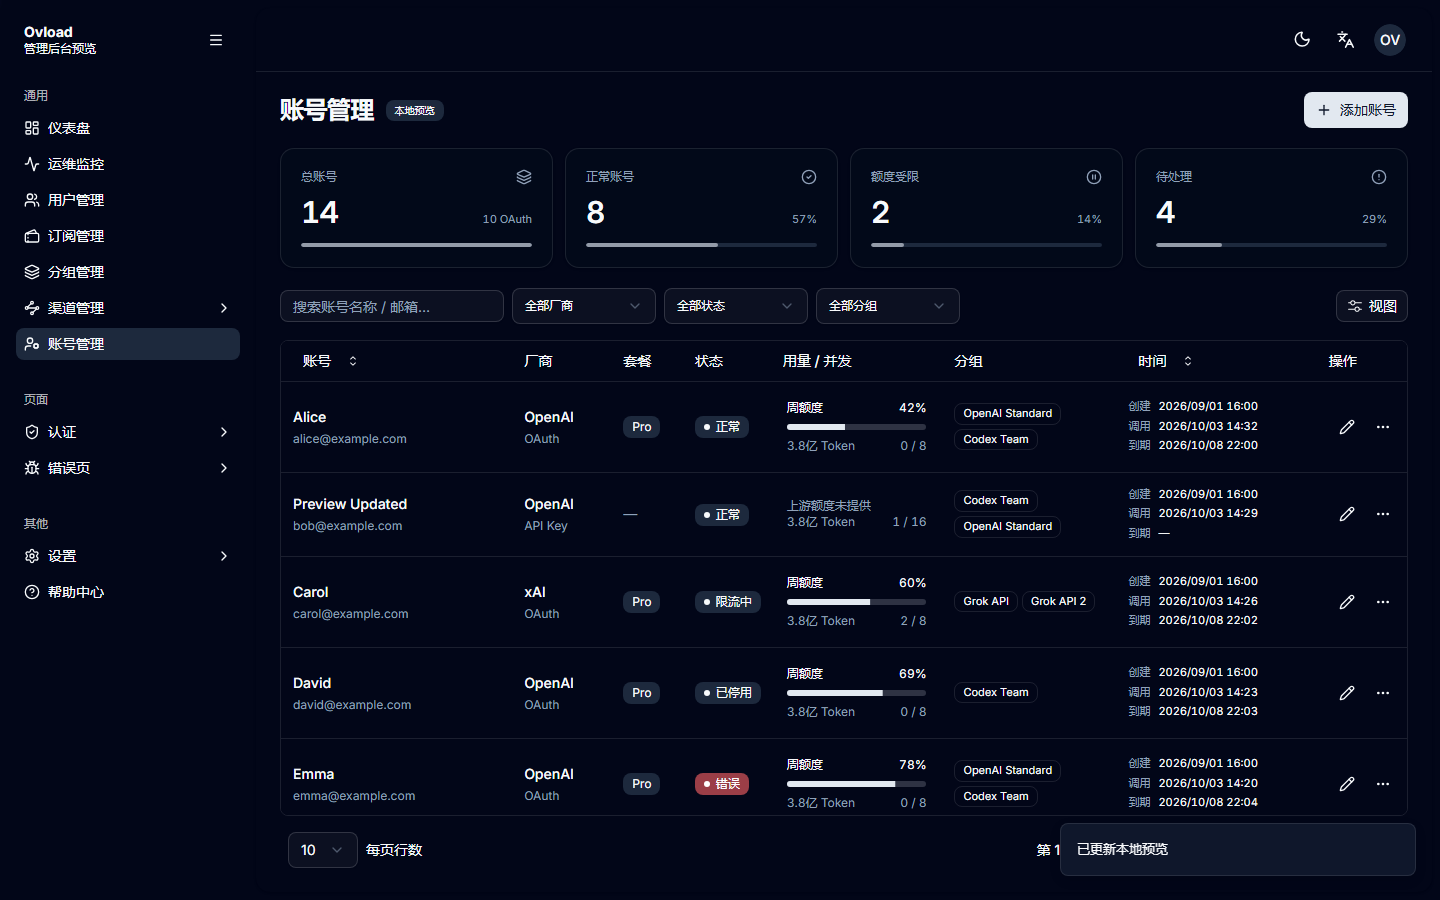 Ovload
管理后台预览
通用
仪表盘
运维监控
用户管理
订阅管理
分组管理
渠道管理
账号管理
页面
认证
错误页
其他
设置
帮助中心
OV
账号管理 本地预览
添加账号
总账号
14 10 OAuth
正常账号
8 57%
额度受限
2 14%
待处理
4 29%
搜索账号名称 / 邮箱...
全部厂商
全部状态
全部分组
视图
账号 厂商 套餐 状态 用量 / 并发 分组 时间 操作
Alice
alice@example.com
OpenAI
OAuth
Pro
正常
周额度 42%
3.8亿 Token 0 / 8
OpenAI Standard
Codex Team
创建 2026/09/01 16:00
调用 2026/10/03 14:32
到期 2026/10/08 22:00
Preview Updated
bob@example.com
OpenAI
API Key
—
正常
上游额度未提供
3.8亿 Token 1 / 16
Codex Team
OpenAI Standard
创建 2026/09/01 16:00
调用 2026/10/03 14:29
到期 —
Carol
carol@example.com
xAI
OAuth
Pro
限流中
周额度 60%
3.8亿 Token 2 / 8
Grok API Grok API 2
创建 2026/09/01 16:00
调用 2026/10/03 14:26
到期 2026/10/08 22:02
David
david@example.com
OpenAI
OAuth
Pro
已停用
周额度 69%
3.8亿 Token 0 / 8
Codex Team
创建 2026/09/01 16:00
调用 2026/10/03 14:23
到期 2026/10/08 22:03
Emma
emma@example.com
OpenAI
OAuth
Pro
错误
周额度 78%
3.8亿 Token 0 / 8
OpenAI Standard
Codex Team
创建 2026/09/01 16:00
调用 2026/10/03 14:20
到期 2026/10/08 22:04
10 每页行数
第 1
已更新本地预览